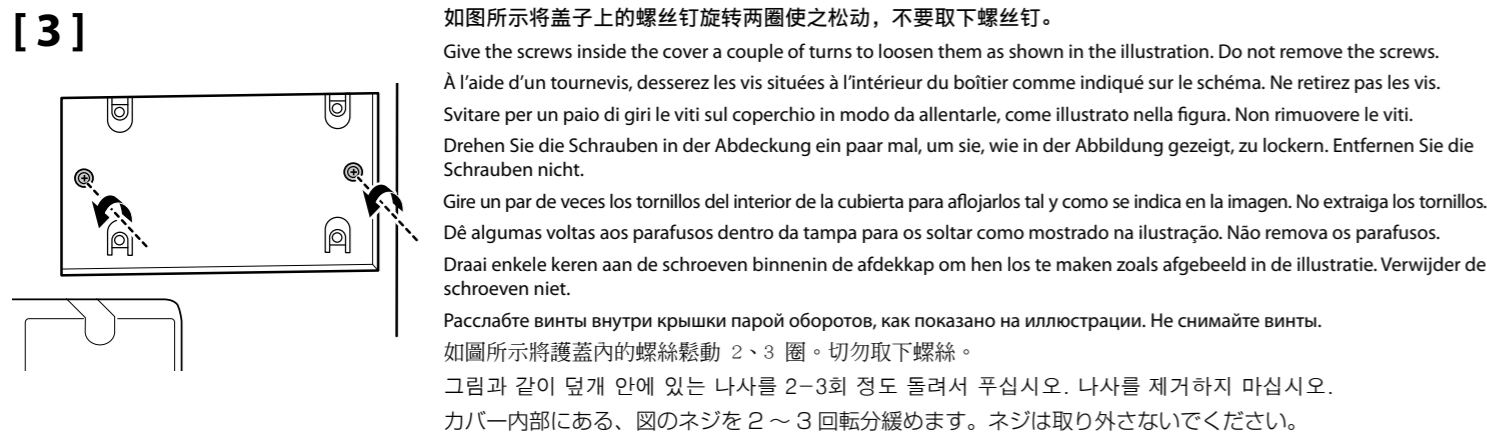 [ 3 ]
如图所示将盖子上的螺丝钉旋转两圈使之松动，不要取下螺丝钉。
Give the screws inside the cover a couple of turns to loosen them as shown in the illustration. Do not remove the screws.
À l'aide d'un tournevis, desserez les vis situées à l'intérieur du boîtier comme indiqué sur le schéma. Ne retirez pas les vis.
Svitare per un paio di giri le viti sul coperchio in modo da allentarle, come illustrato nella figura. Non rimuovere le viti.
Drehen Sie die Schrauben in der Abdeckung ein paar mal, um sie, wie in der Abbildung gezeigt, zu lockern. Entfernen Sie die
Schrauben nicht.
Gire un par de veces los tornillos del interior de la cubierta para aflojarlos tal y como se indica en la imagen. No extraiga los tornillos.
Dê algumas voltas aos parafusos dentro da tampa para os soltar como mostrado na ilustração. Não remova os parafusos.
Draai enkele keren aan de schroeven binnenin de afdekkap om hen los te maken zoals afgebeeld in de illustratie. Verwijder de
schroeven niet.
Расслабте винты внутри крышки парой оборотов, как показано на иллюстрации. Не снимайте винты.
如圖所示將護蓋內的螺絲鬆動 2、3 圈。切勿取下螺絲。
그림과 같이 덮개 안에 있는 나사를 2-3회 정도 돌려서 푸십시오. 나사를 제거하지 마십시오.
カバー内部にある、図のネジを 2 ～ 3 回転分緩めます。ネジは取り外さないでください。